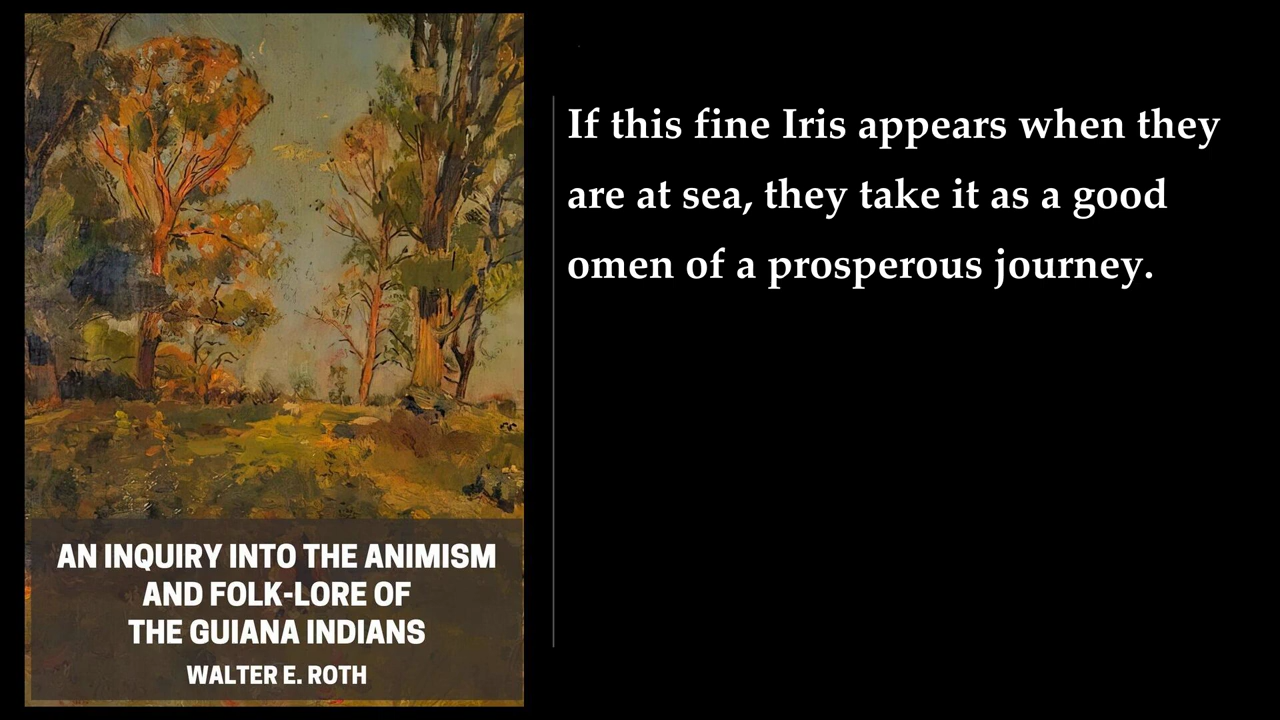 If this fine Iris appears when they
are at sea, they take it as a good
omen of a prosperous journey.
AN INQUIRY INTO THE ANIMISM
AND FOLK-LORE OF
THE GUIANA INDIANS
WALTER E. ROTH